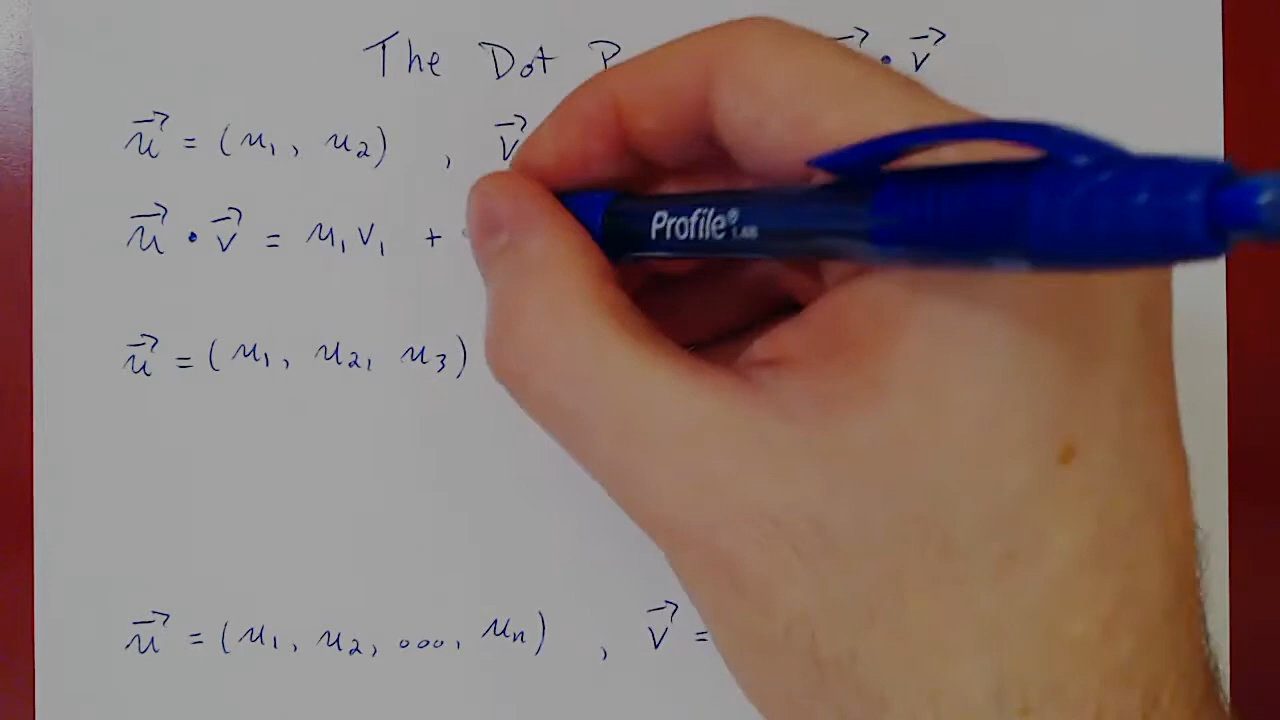 The Dot P v⃗ • v⃗
u⃗ = (u₁, u₂) , v⃗
u⃗ • v⃗ = u₁v₁ +
Profile®
u⃗ = (u₁, u₂, u₃)
u⃗ = (u₁, u₂, ..., uₙ) , v⃗ =